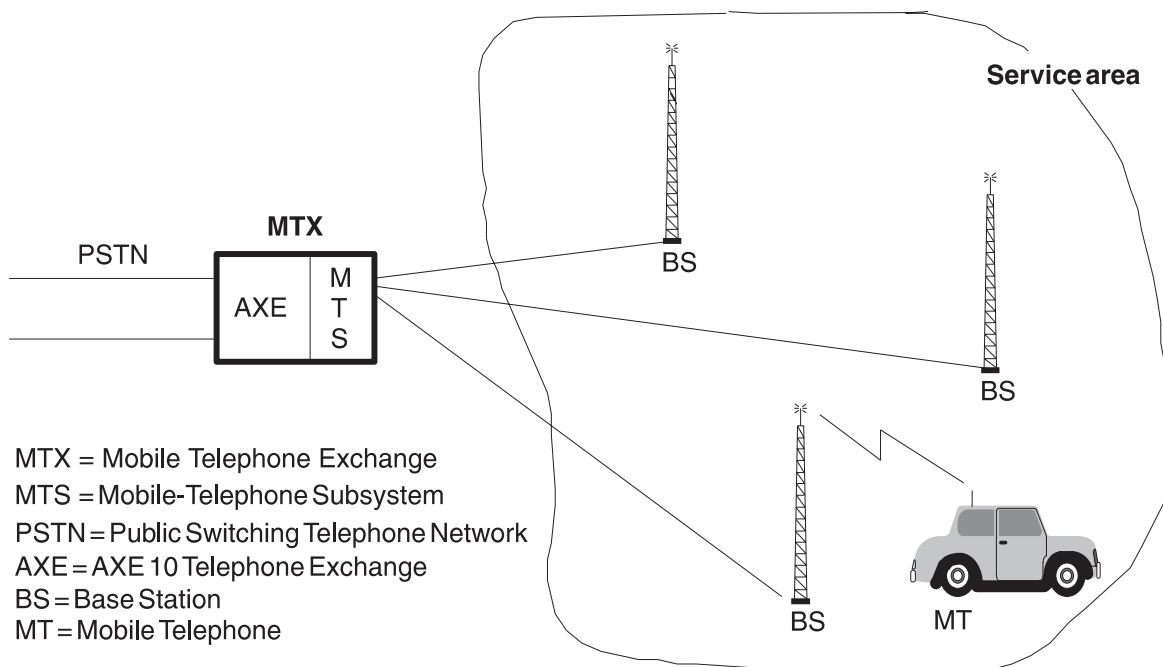 Service area
MTX
PSTN
AXE
M
T
S
BS
BS
BS
MT
MTX = Mobile Telephone Exchange
MTS = Mobile-Telephone Subsystem
PSTN = Public Switching Telephone Network
AXE = AXE 10 Telephone Exchange
BS = Base Station
MT = Mobile Telephone